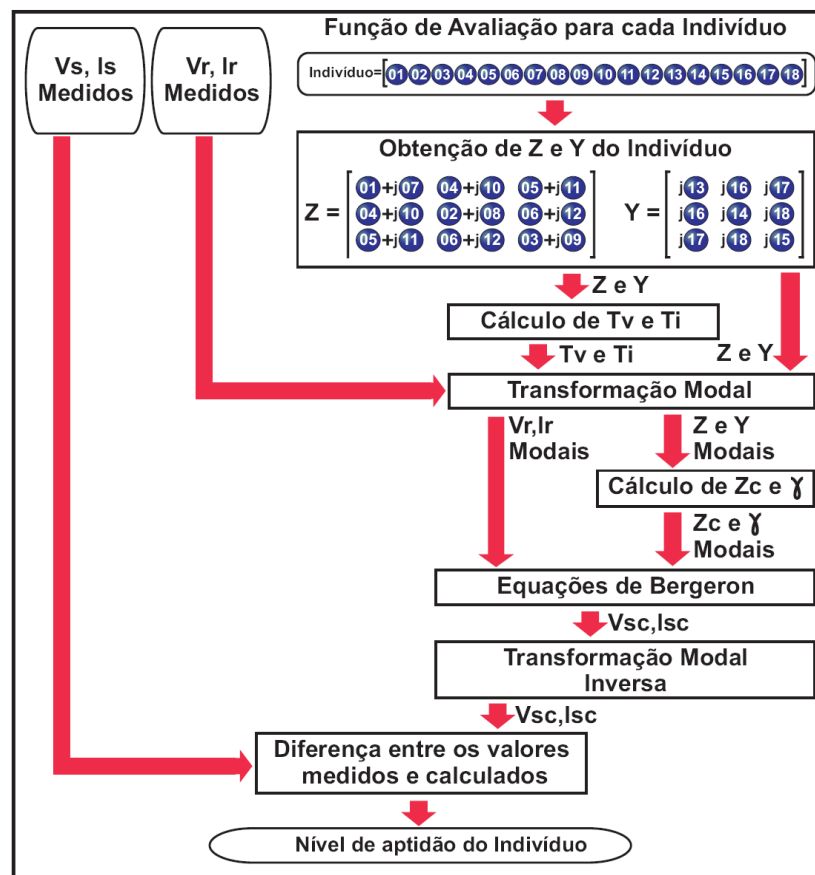 Função de Avaliação para cada Indivíduo
Vs, Is
Medidos
Vr, Ir
Medidos
Indivíduo=[01 02 03 04 05 06 07 08 09 10 11 12 13 14 15 16 17 18]
Obtenção de Z e Y do Indivíduo
Z = [01+j07 04+j10 05+j11
04+j10 02+j08 06+j12
05+j11 06+j12 03+j09]
Y = [j13 j16 j17
j16 j14 j18
j17 j18 j15]
Z e Y
Cálculo de Tv e Ti
Tv e Ti
Z e Y
Transformação Modal
Vr,Ir
Modais
Z e Y
Modais
Cálculo de Zc e ɣ
Zc e ɣ
Modais
Equações de Bergeron
Vsc,Isc
Transformação Modal
Inversa
Vsc,Isc
Diferença entre os valores
medidos e calculados
Nível de aptidão do Indivíduo